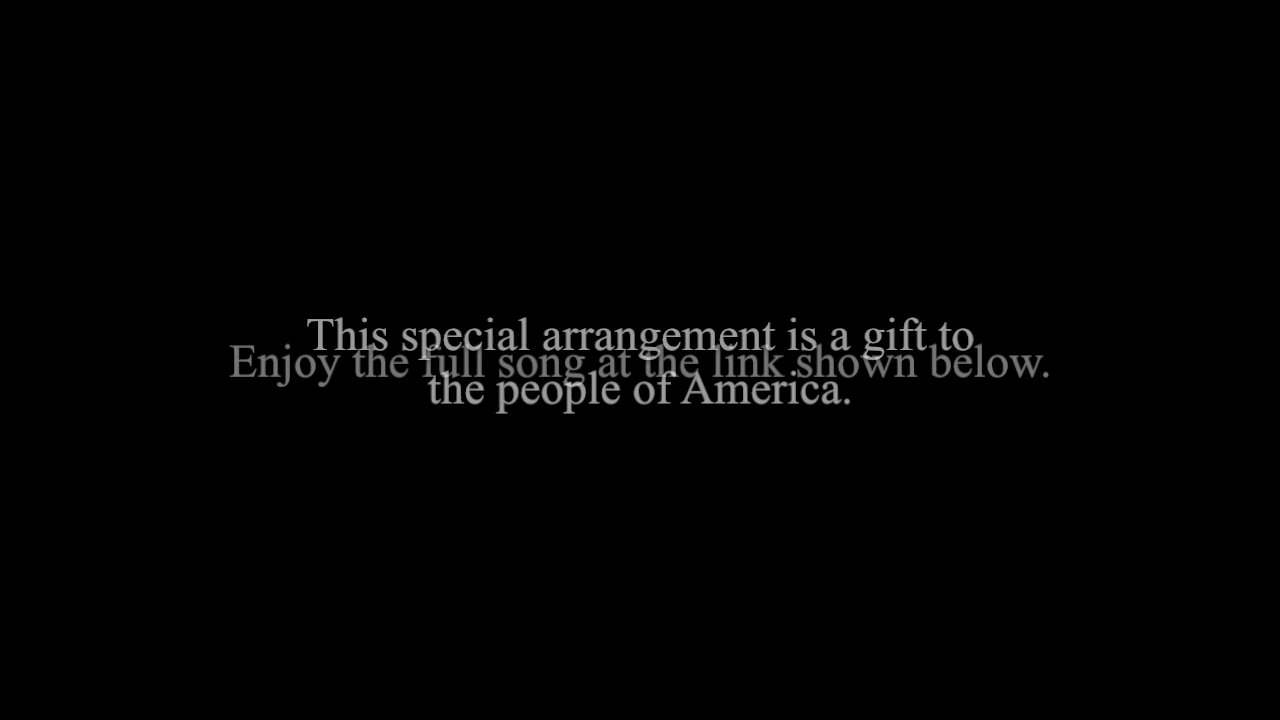 This special arrangement is a gift to
Enjoy the full song at the link shown below.
the people of America.